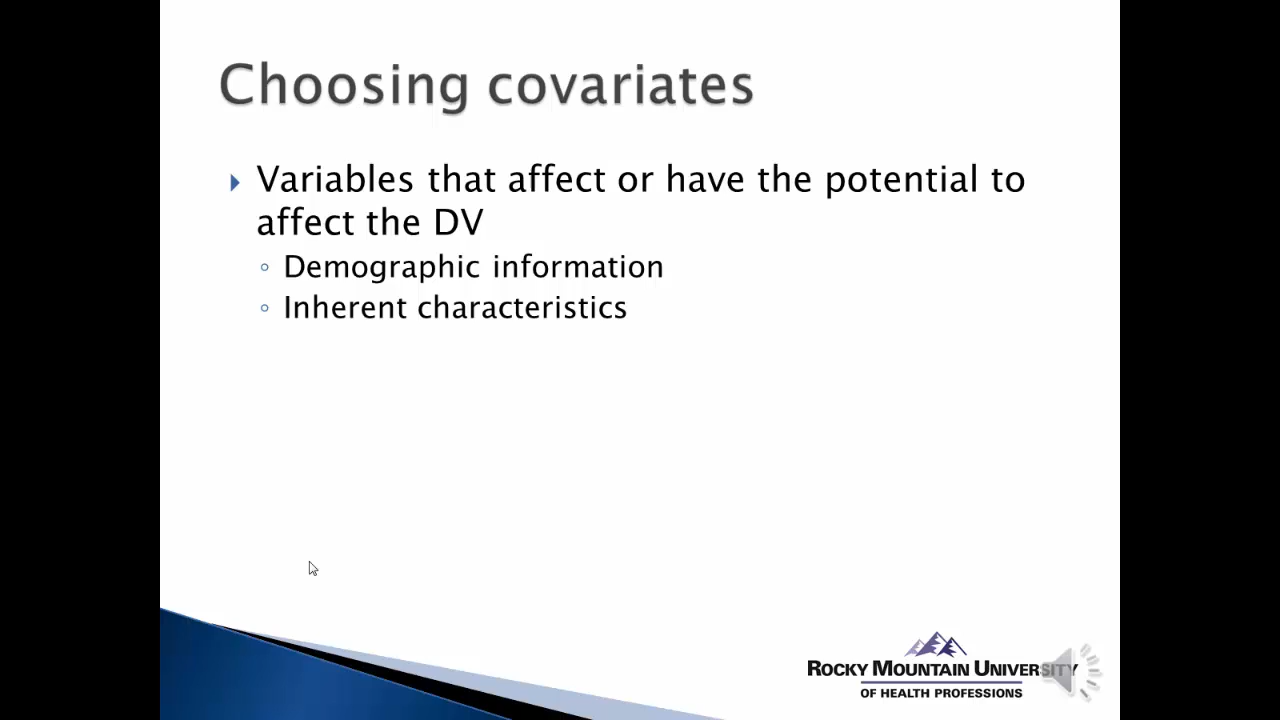 Choosing covariates
Variables that affect or have the potential to
affect the DV
Demographic information
Inherent characteristics
ROCKY MOUNTAIN UNIVERSITY
OF HEALTH PROFESSIONS